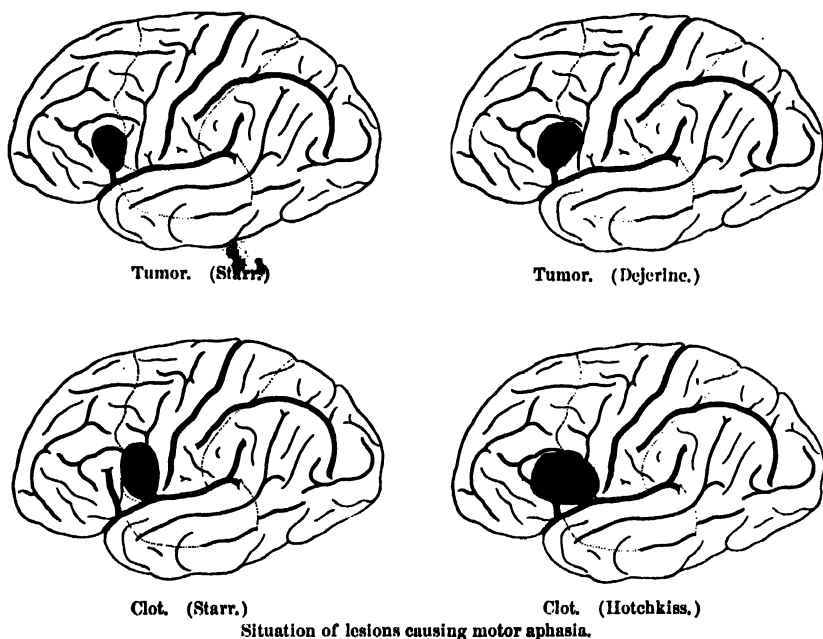 Tumor. (Starr.)
Tumor. (Dejerine.)
Clot. (Starr.)
Clot. (Hotchkiss.)
Situation of lesions causing motor aphasia.